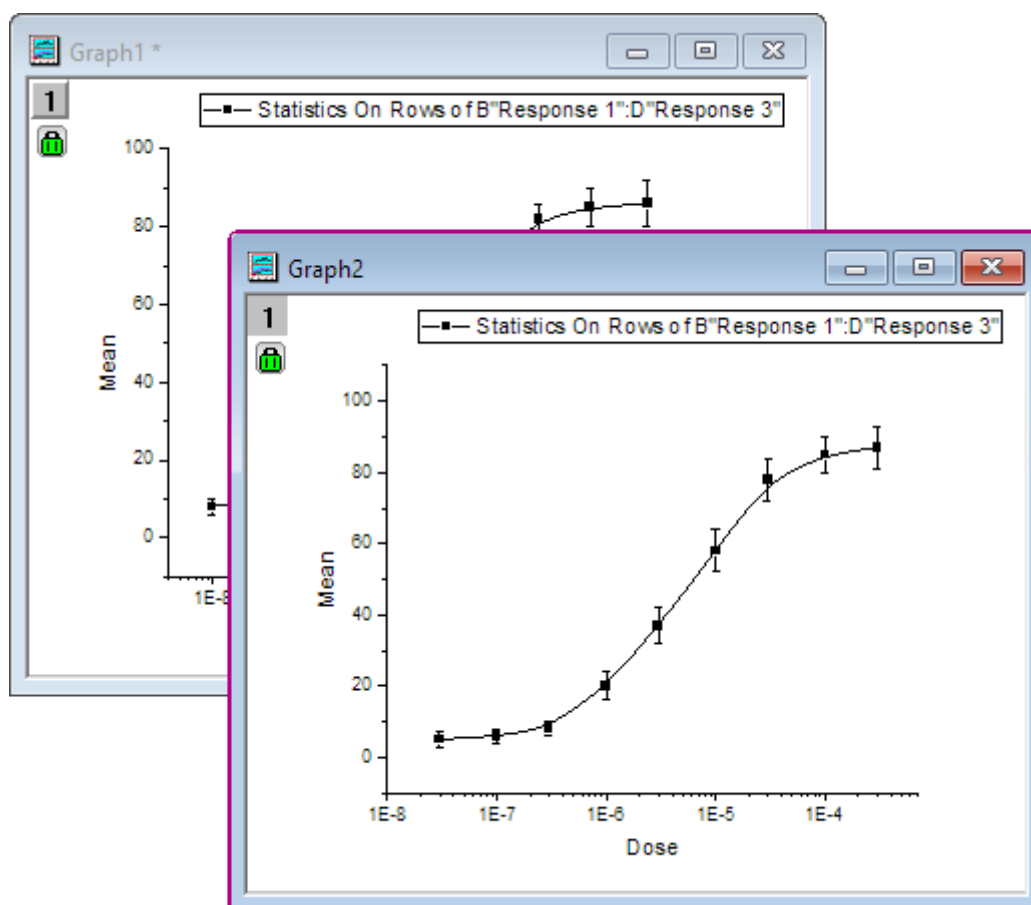 Graph1 *
1
Statistics On Rows of B"Response 1":D"Response 3"
100
80
60
40
20
0
Mean
Graph2
1
Statistics On Rows of B"Response 1":D"Response 3"
100
80
60
40
20
0
Mean
1E-8
1E-7
1E-6
1E-5
1E-4
Dose